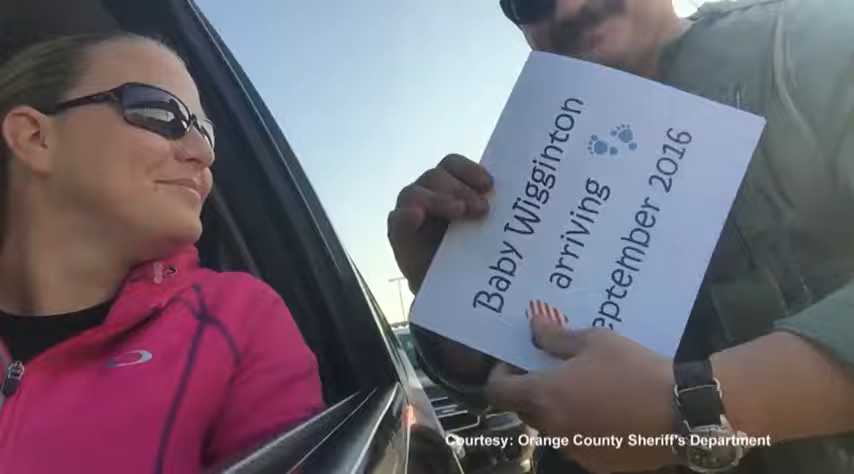 Baby Wigginton
arriving
eptember 2016
Courtesy: Orange County Sheriff's Department